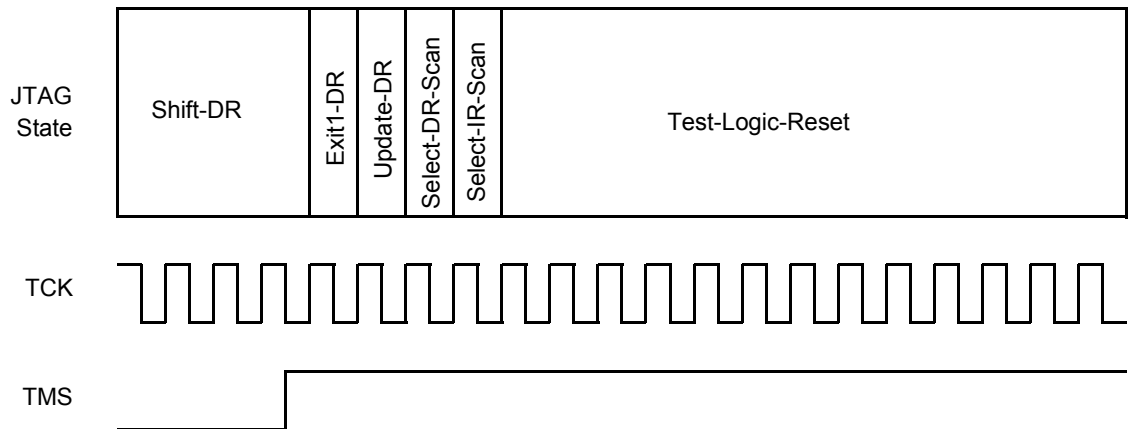 JTAG
State
Shift-DR
Exit1-DR
Update-DR
Select-DR-Scan
Select-IR-Scan
Test-Logic-Reset
TCK
TMS